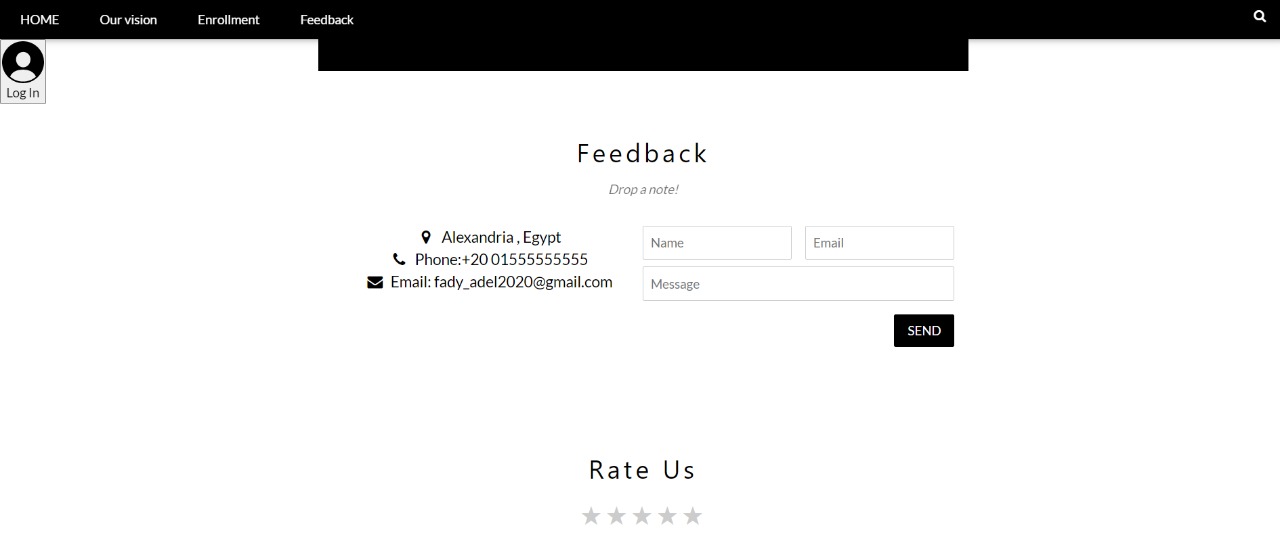 HOME Our vision Enrollment Feedback
Log In
Feedback
Drop a note!
Alexandria , Egypt
Phone:+20 01555555555
Email: fady_adel2020@gmail.com
Name Email
Message
SEND
Rate Us